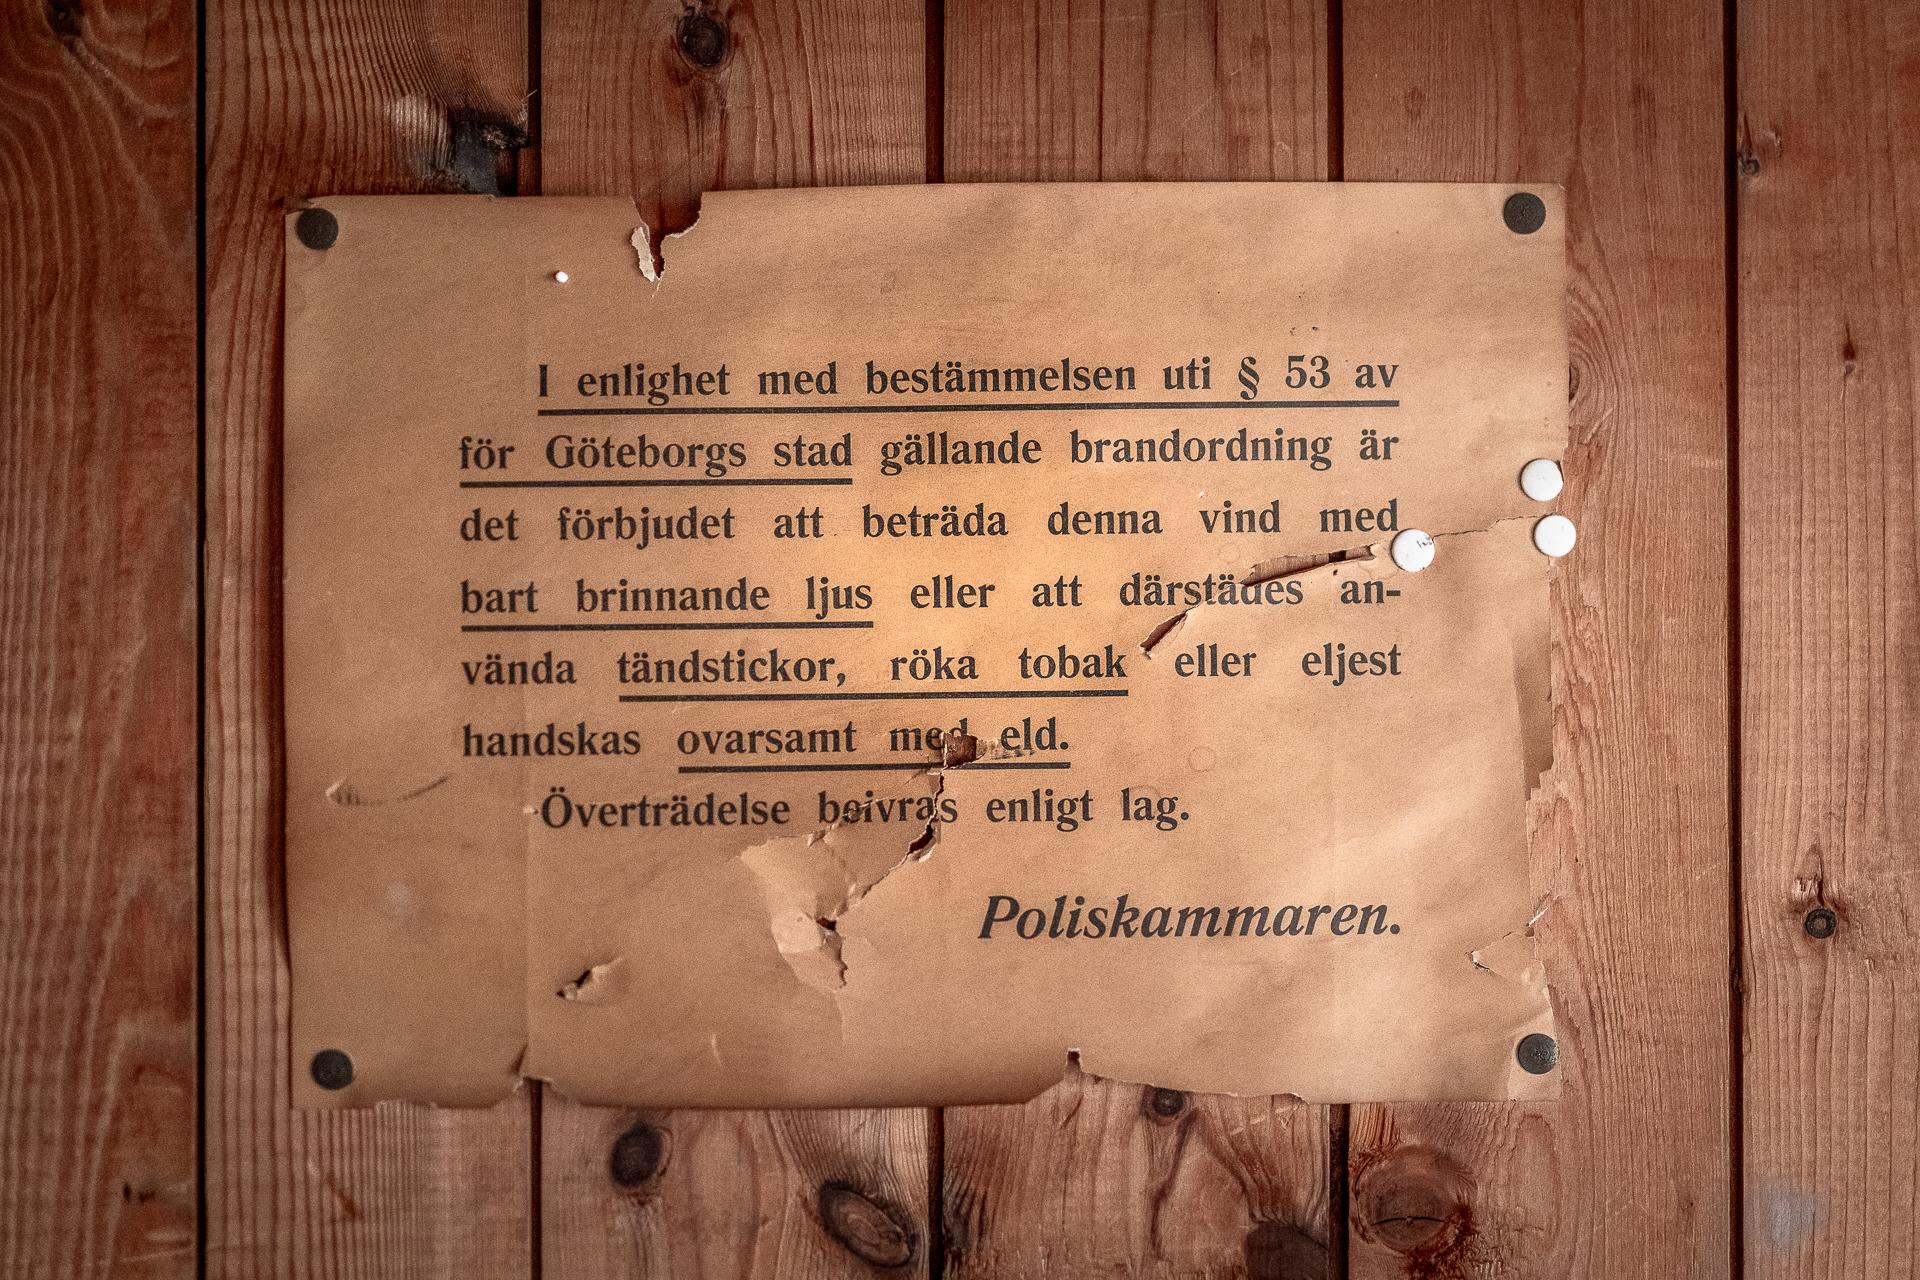 I enlighet med bestämmelsen uti § 53 av
för Göteborgs stad gällande brandordning är
det förbjudet att beträda denna vind med
bart brinnande ljus eller att därstädes an-
vända tändstickor, röka tobak eller eljest
handskas ovarsamt med eld.
Överträdelse beivras enligt lag.
Poliskammaren.